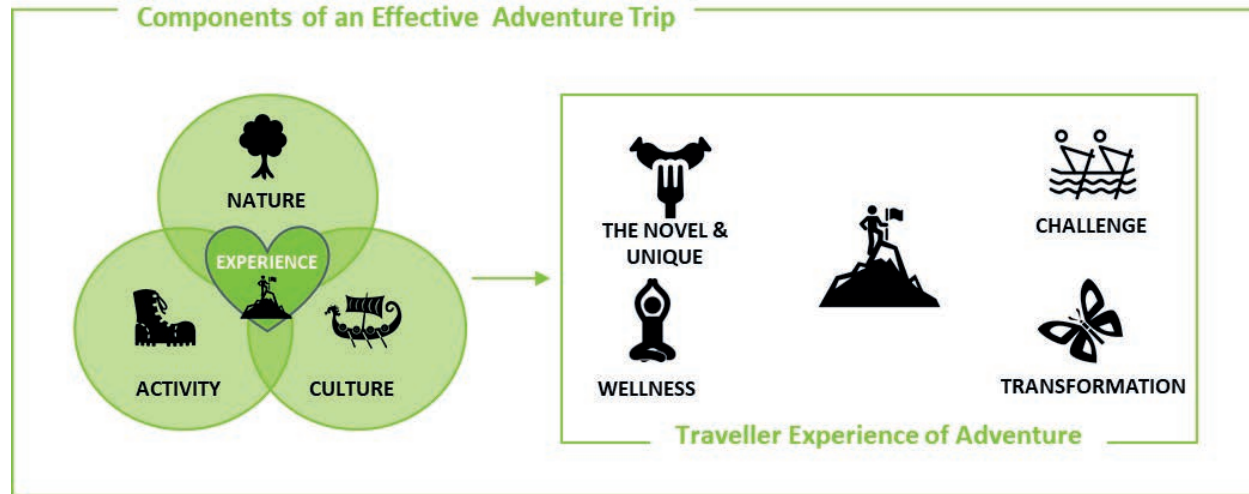 Components of an Effective Adventure Trip
NATURE
EXPERIENCE
ACTIVITY
CULTURE
THE NOVEL &
UNIQUE
CHALLENGE
WELLNESS
TRANSFORMATION
Traveller Experience of Adventure